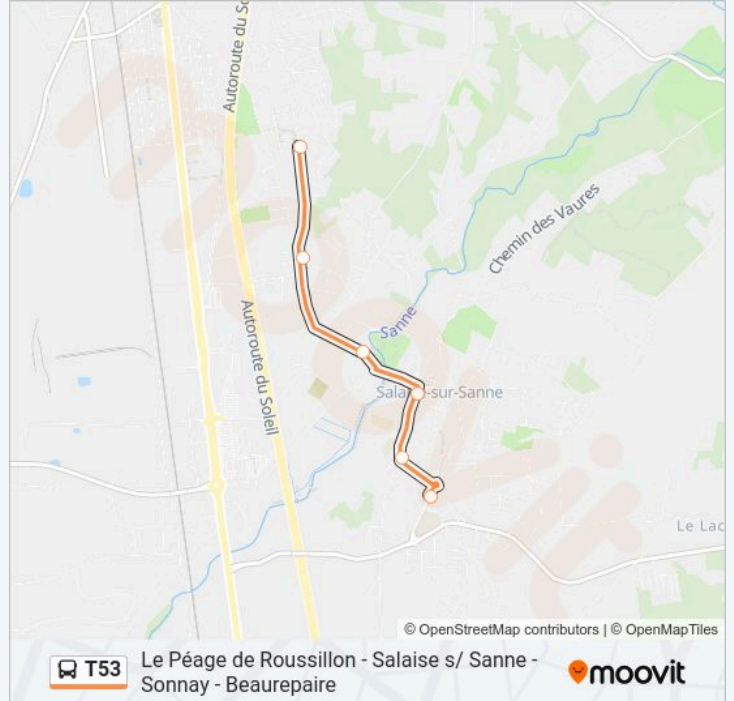 Autoroute du So
Chemin des Vaures
Sanne
Autoroute du Soleil
Salaise-sur-Sanne
Le Lac
© OpenStreetMap contributors | © OpenMapTiles
T53
Le Péage de Roussillon - Salaise s/ Sanne -
Sonnay - Beaurepaire
moovit